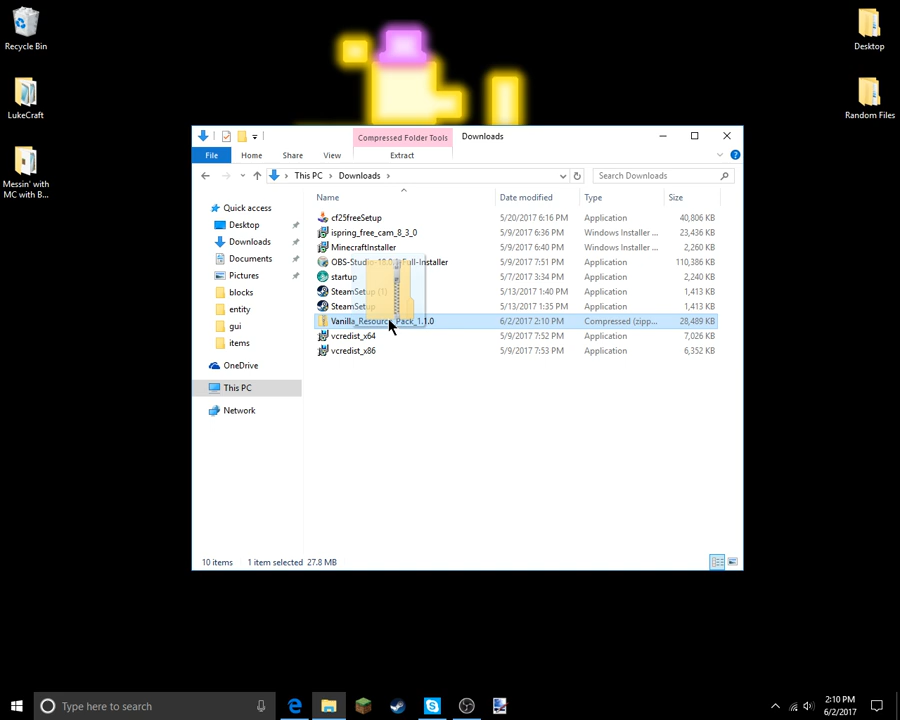 Recycle Bin
LukeCraft
Messin' with
MC with B...
Desktop
Random Files
Compressed Folder Tools
Downloads
File
Home
Share
View
Extract
This PC
Downloads
Search Downloads
Name
Date modified
Type
Size
Quick access
Desktop
Downloads
Documents
Pictures
blocks
entity
gui
items
OneDrive
This PC
Network
cf25freeSetup 5/20/2017 6:16 PM Application 40,806 KB
ispring_free_cam_8_3_0 5/9/2017 6:36 PM Windows Installer ... 23,436 KB
MinecraftInstaller 5/9/2017 6:40 PM Windows Installer ... 2,260 KB
Full-Installer 5/9/2017 7:51 PM Application 110,386 KB
startup 5/7/2017 3:34 PM Application 2,240 KB
SteamSetup (1) 5/13/2017 1:40 PM Application 1,413 KB
SteamSetup 5/13/2017 1:35 PM Application 1,413 KB
Vanilla_Resource_Pack_1.1.0 6/2/2017 2:10 PM Compressed (zipp... 28,489 KB
vcredist_x64 5/9/2017 7:52 PM Application 7,026 KB
vcredist_x86 5/9/2017 7:53 PM Application 6,352 KB
10 items 1 item selected 27.8 MB
Type here to search
2:10 PM
6/2/2017